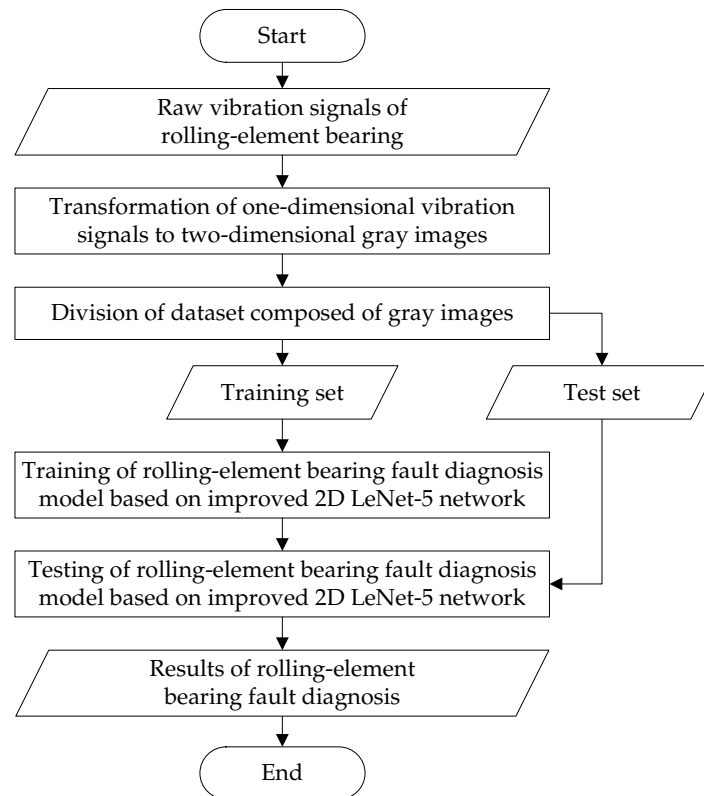 Start
Raw vibration signals of
rolling-element bearing
Transformation of one-dimensional vibration
signals to two-dimensional gray images
Division of dataset composed of gray images
Training set
Test set
Training of rolling-element bearing fault diagnosis
model based on improved 2D LeNet-5 network
Testing of rolling-element bearing fault diagnosis
model based on improved 2D LeNet-5 network
Results of rolling-element
bearing fault diagnosis
End